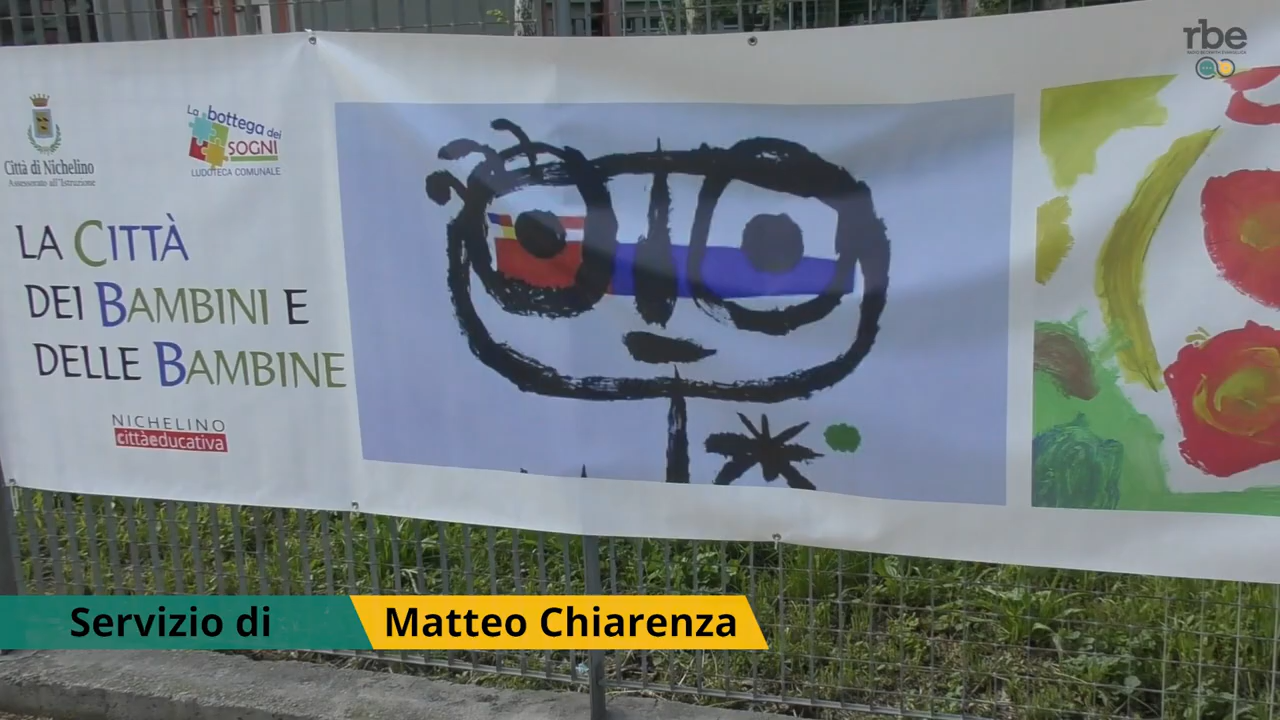 rbe
Città di Nichelino
Assessorato all'Istruzione
La bottega dei
SOGNI
LUDOTECA COMUNALE
LA CITTÀ
DEI BAMBINI E
DELLE BAMBINE
NICHELINO
cittàeducativa
Servizio di
Matteo Chiarenza